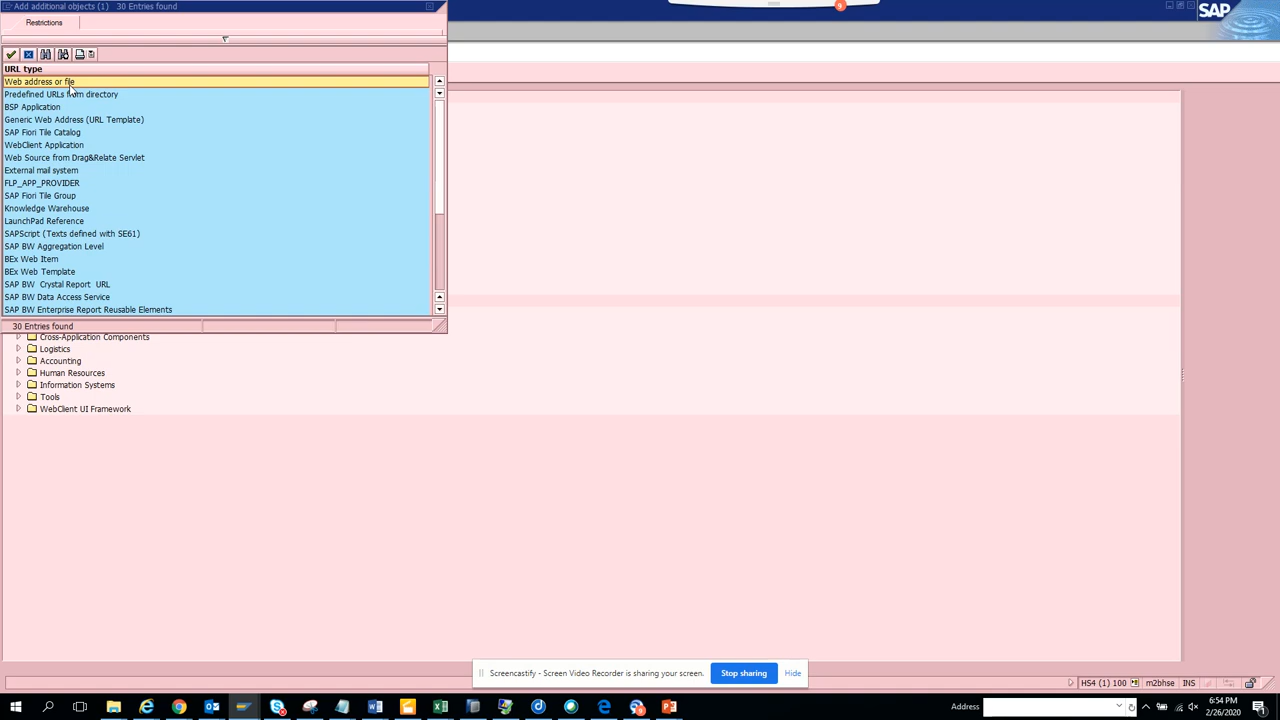 Add additional objects (1)   30 Entries found
9
SAP
Restrictions
URL type
Web address or file
Predefined URLs from directory
BSP Application
Generic Web Address (URL Template)
SAP Fiori Tile Catalog
WebClient Application
Web Source from Drag&Relate Servlet
External mail system
FLP_APP_PROVIDER
SAP Fiori Tile Group
Knowledge Warehouse
LaunchPad Reference
SAPScript (Texts defined with SE61)
SAP BW Aggregation Level
BEx Web Item
BEx Web Template
SAP BW  Crystal Report  URL
SAP BW Data Access Service
SAP BW Enterprise Report Reusable Elements
30 Entries found
Cross-Application Components
Logistics
Accounting
Human Resources
Information Systems
Tools
WebClient UI Framework
Screencastify - Screen Video Recorder is sharing your screen.
Stop sharing
Hide
HS4 (1) 100
m2bhse
INS
Address
6:54 PM
2/26/2020